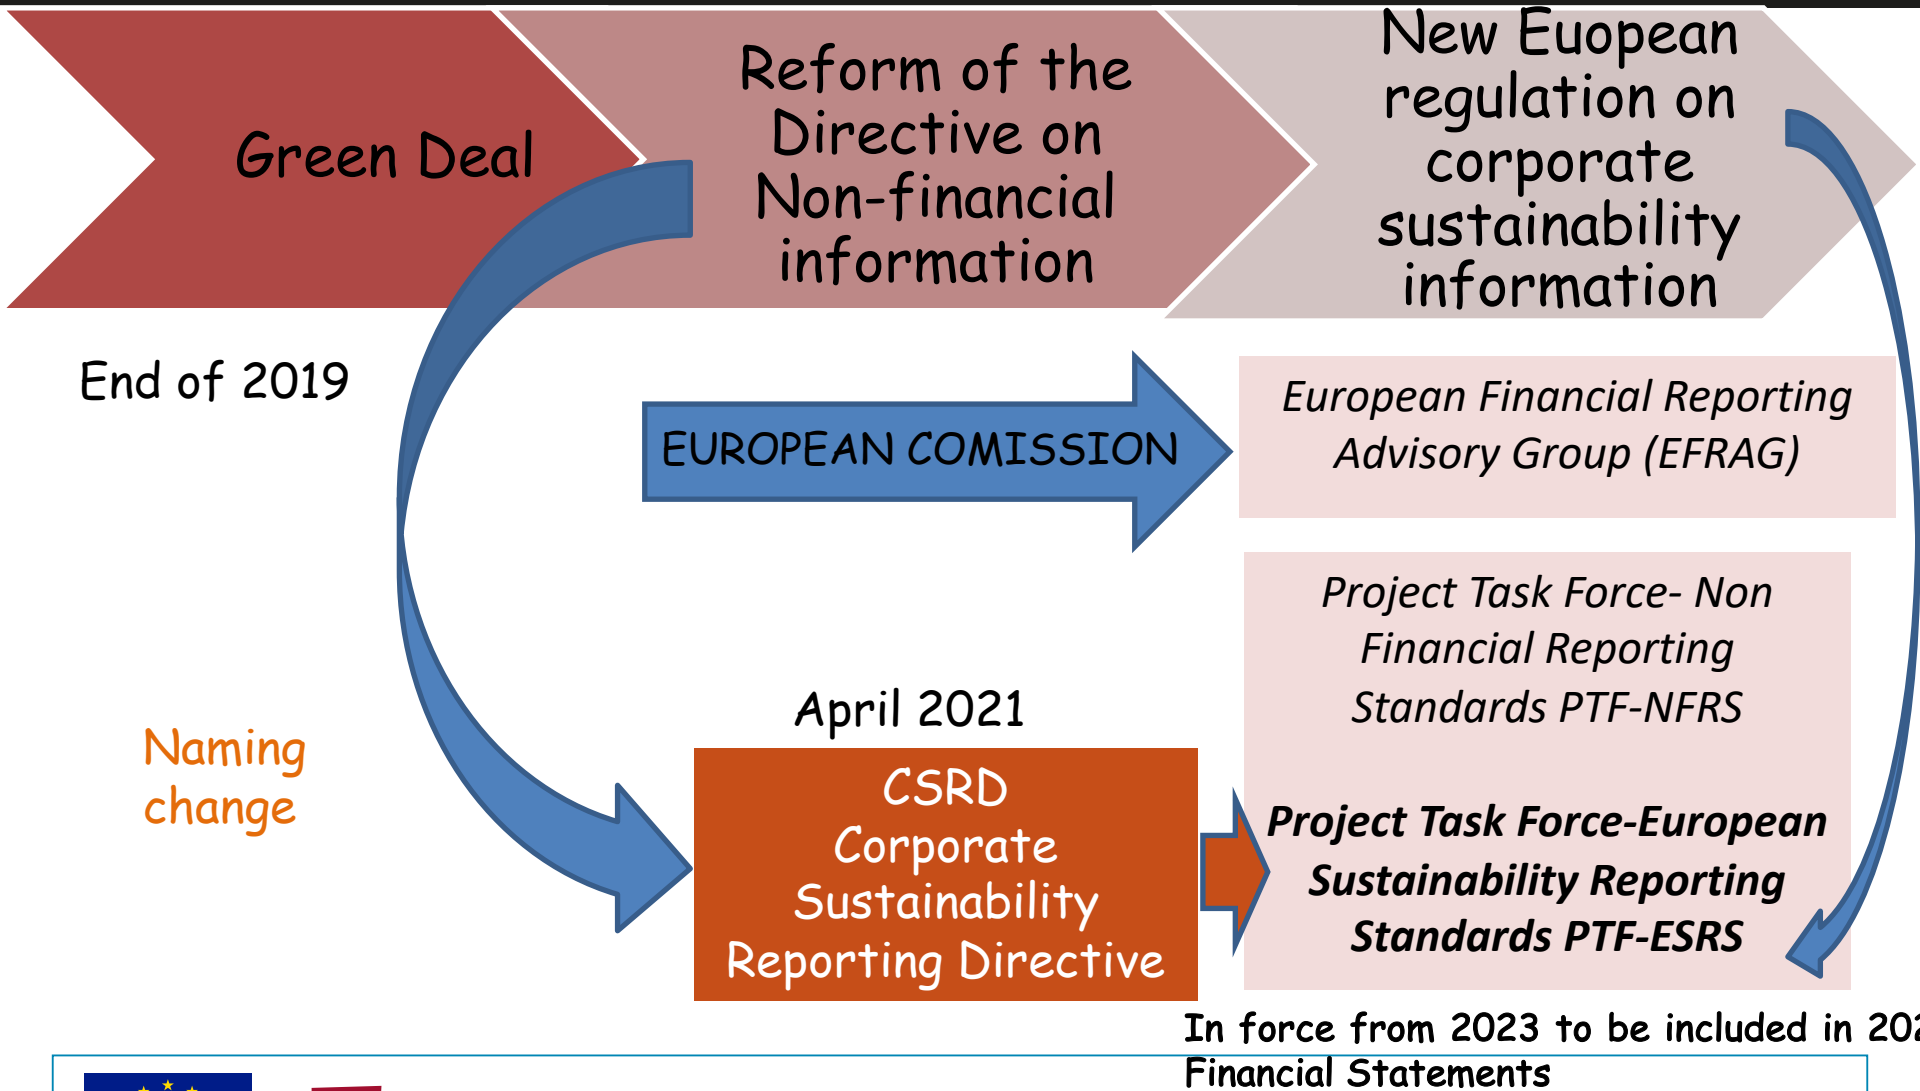 Green Deal
Reform of the
Directive on
Non-financial
information
New Euopean
regulation on
corporate
sustainability
information
End of 2019
EUROPEAN COMISSION
European Financial Reporting
Advisory Group (EFRAG)
Project Task Force- Non
Financial Reporting
Standards PTF-NFRS
April 2021
Naming
change
CSRD
Corporate
Sustainability
Reporting Directive
Project Task Force-European
Sustainability Reporting
Standards PTF-ESRS
In force from 2023 to be included in
Financial Statements